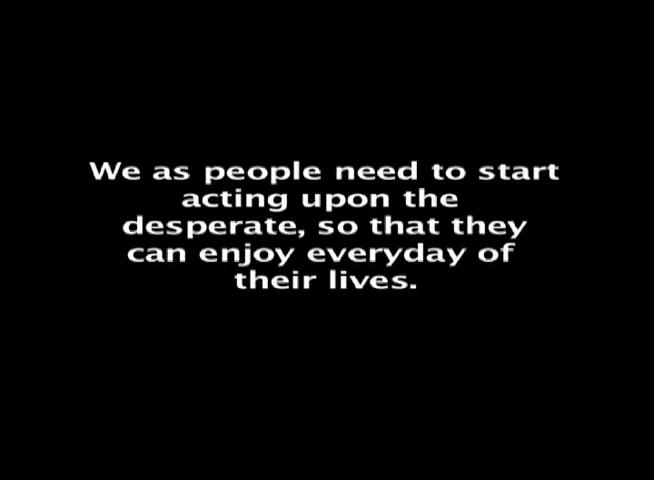 We as people need to start
acting upon the
desperate, so that they
can enjoy everyday of
their lives.